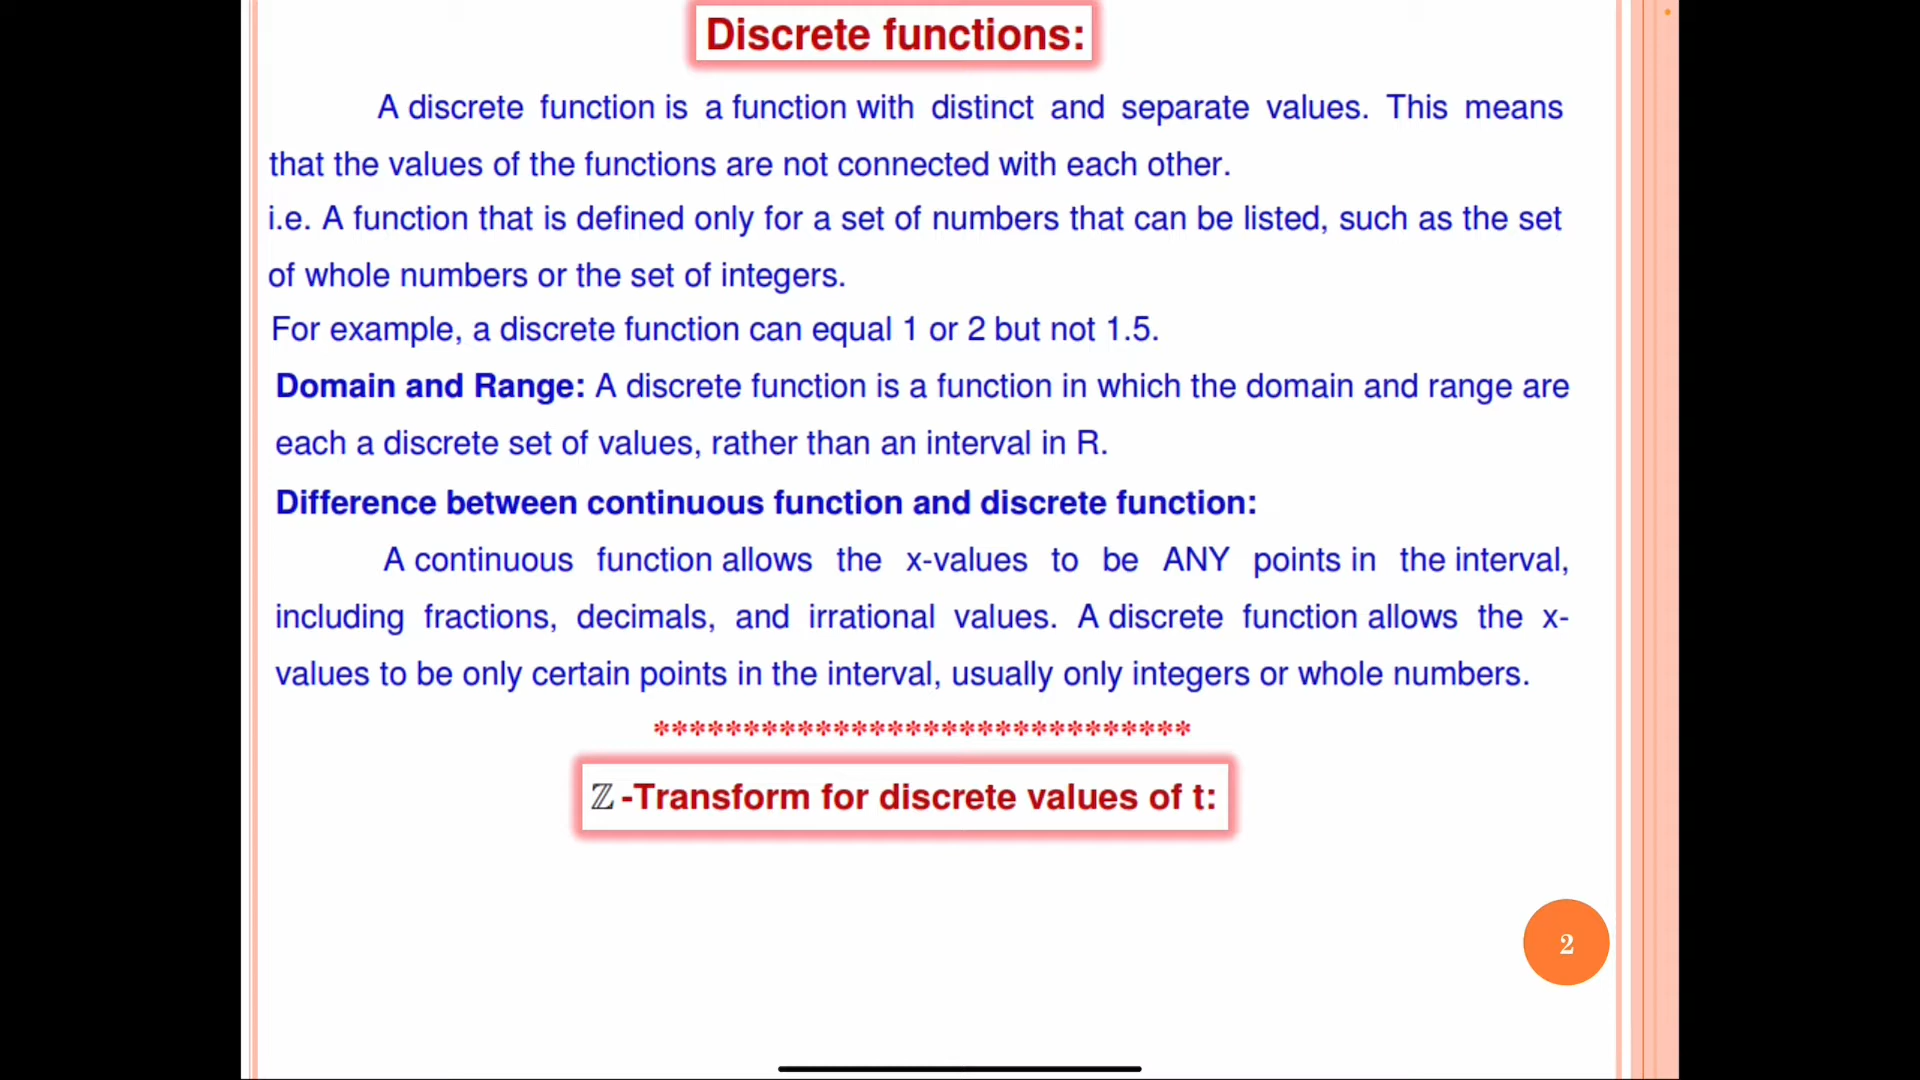 Discrete functions:
A discrete function is a function with distinct and separate values. This means
that the values of the functions are not connected with each other.
i.e. A function that is defined only for a set of numbers that can be listed, such as the set
of whole numbers or the set of integers.
For example, a discrete function can equal 1 or 2 but not 1.5.
Domain and Range: A discrete function is a function in which the domain and range are
each a discrete set of values, rather than an interval in R.
Difference between continuous function and discrete function:
A continuous function allows the x-values to be ANY points in the interval,
including fractions, decimals, and irrational values. A discrete function allows the x-
values to be only certain points in the interval, usually only integers or whole numbers.
******************************
ℤ -Transform for discrete values of t:
2